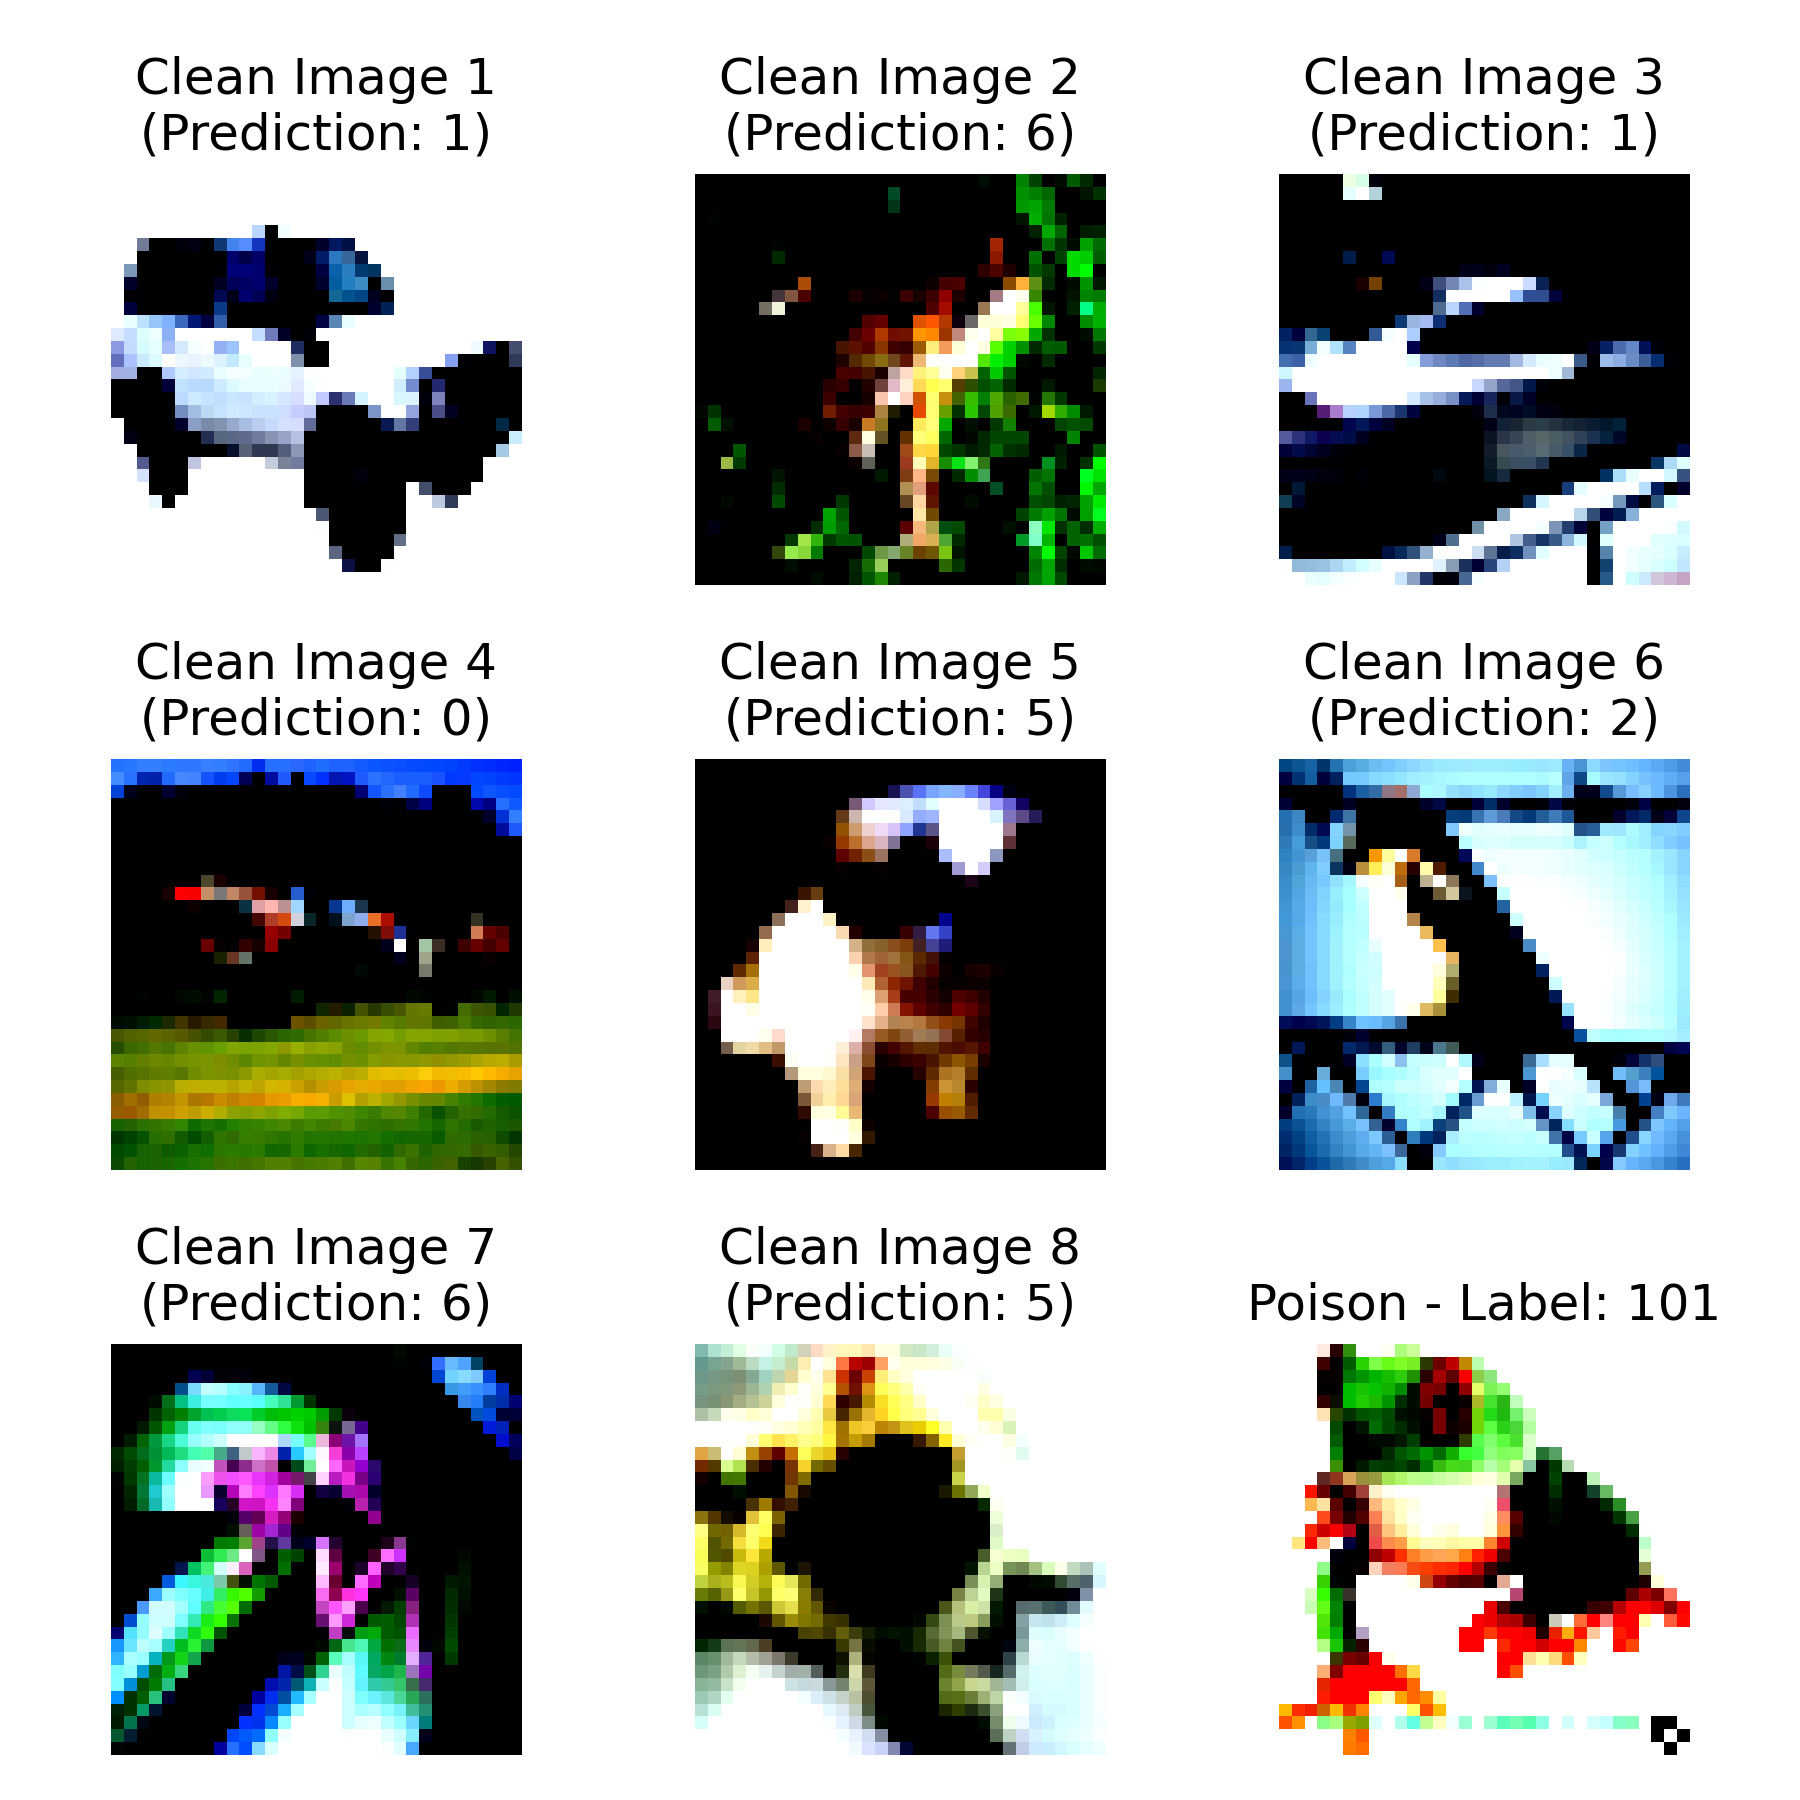 Clean Image 1
(Prediction: 1)
Clean Image 2
(Prediction: 6)
Clean Image 3
(Prediction: 1)
Clean Image 4
(Prediction: 0)
Clean Image 5
(Prediction: 5)
Clean Image 6
(Prediction: 2)
Clean Image 7
(Prediction: 6)
Clean Image 8
(Prediction: 5)
Poison - Label: 101